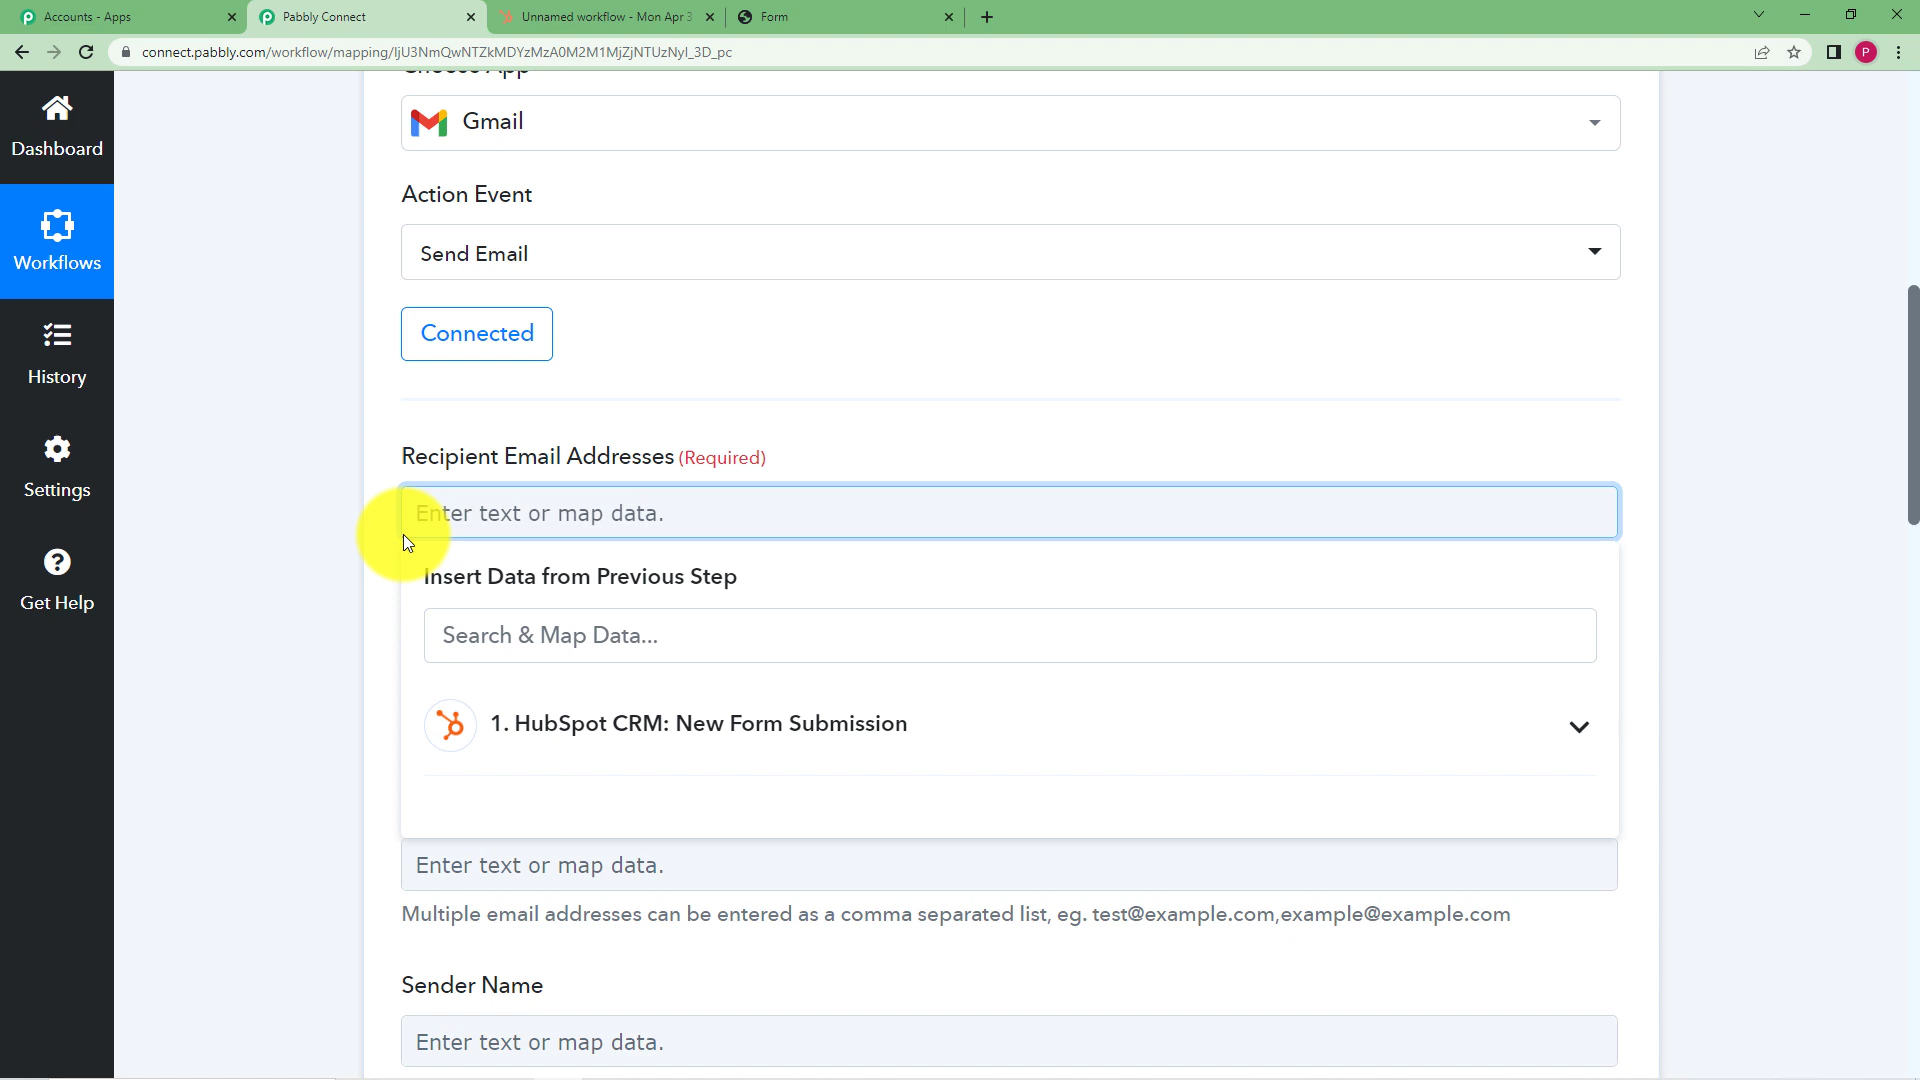 Accounts - Apps
Pabbly Connect
Unnamed workflow - Mon Apr 3
Form
connect.pabbly.com/workflow/mapping/IjU3NmQwNTZkMDYzMzA0M2M1MjZjNTUzNyI_3D_pc
P
Choose App
Gmail
Action Event
Send Email
Connected
Dashboard
Workflows
History
Settings
Get Help
Recipient Email Addresses (Required)
Enter text or map data.
Insert Data from Previous Step
Search & Map Data...
1. HubSpot CRM: New Form Submission
Enter text or map data.
Multiple email addresses can be entered as a comma separated list, eg. test@example.com,example@example.com
Sender Name
Enter text or map data.